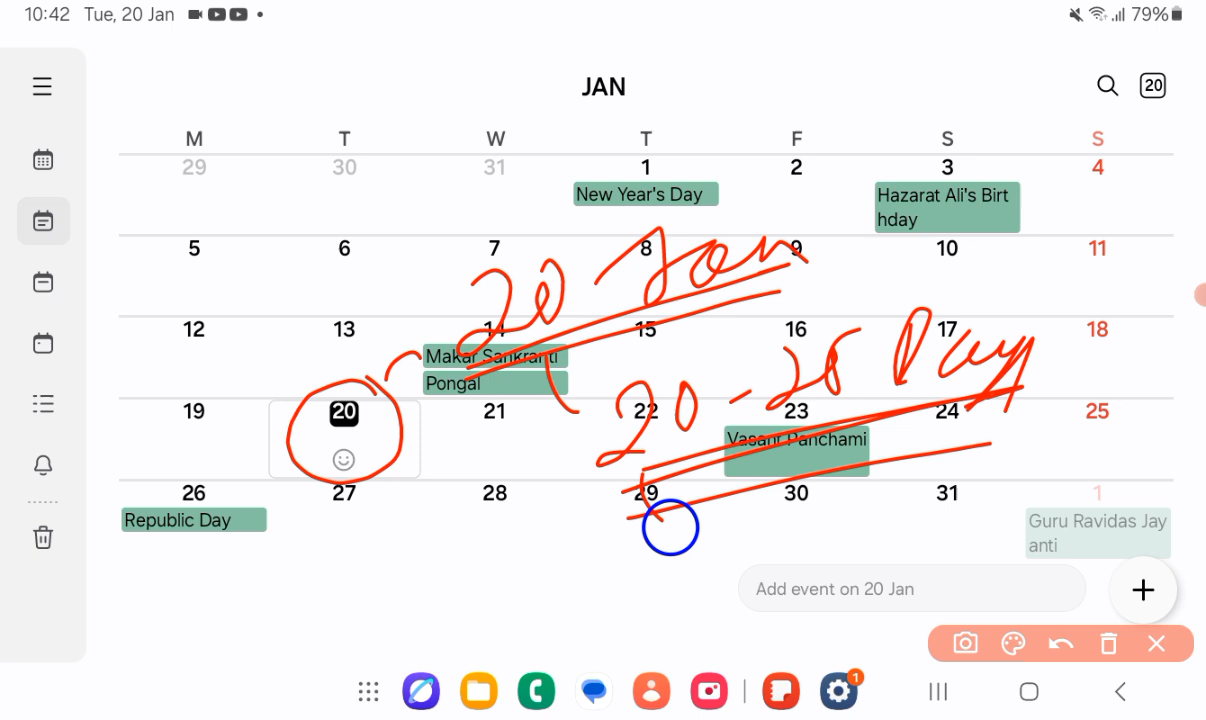 10:42 Tue, 20 Jan 79%
JAN 20
M T W T F S S
29 30 31 1 2 3 4
New Year's Day Hazarat Ali's Birt
hday
5 6 7 8 9 10 11
20 Jan
12 13 14 15 16 17 18
Makar Sankranti
Pongal
20 - 25 Days
19 20 21 22 23 24 25
Vasant Panchami
26 27 28 29 30 31 1
Republic Day Guru Ravidas Jay
anti
Add event on 20 Jan
1